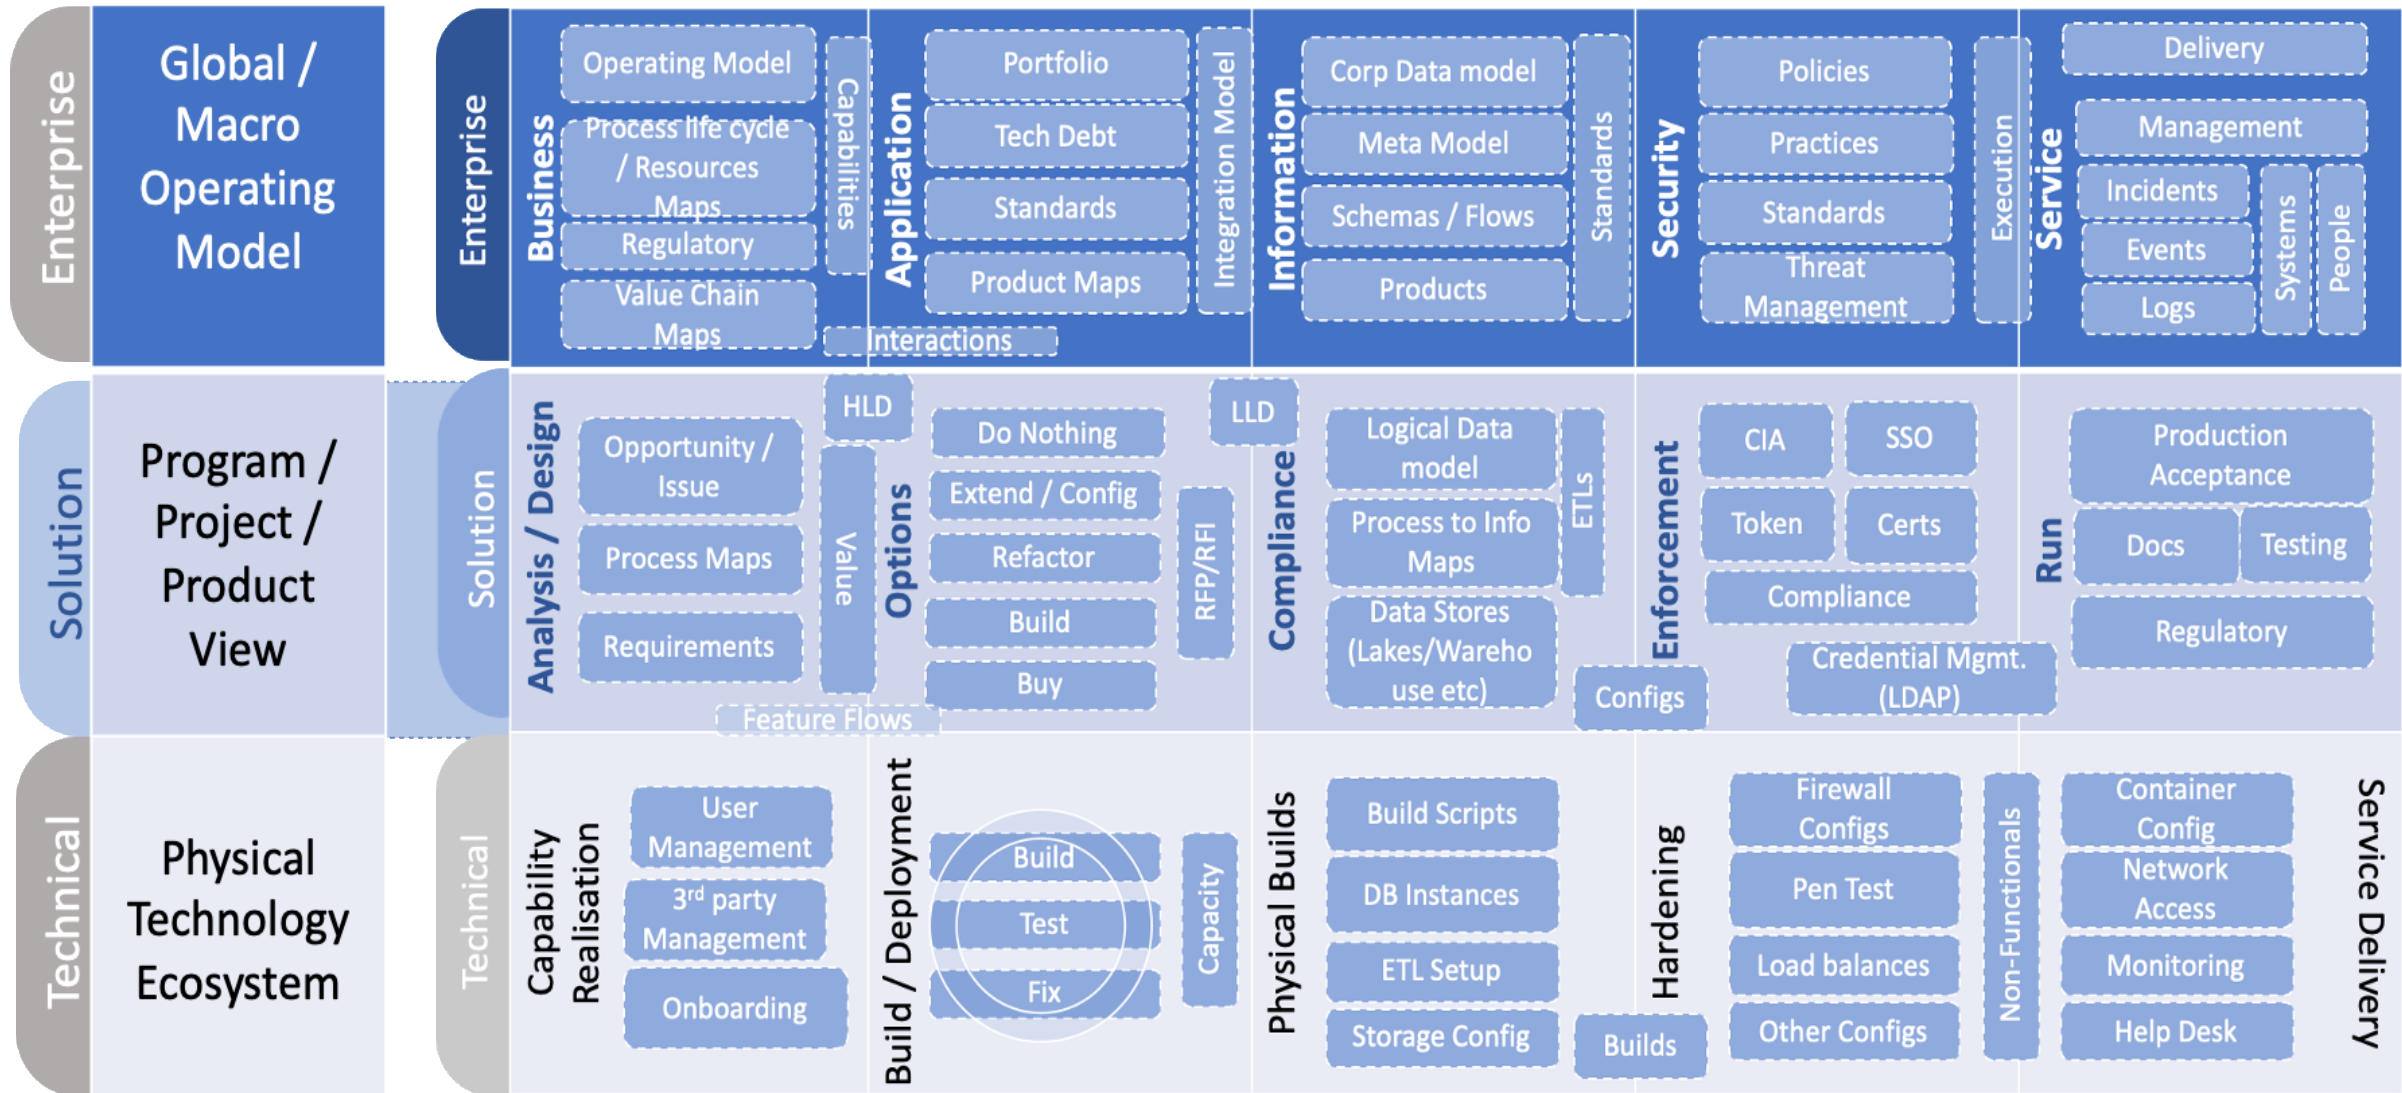 Enterprise
Global /
Macro
Operating
Model
Enterprise
Business
Operating Model
Process life cycle
/ Resources
Maps
Regulatory
Value Chain
Maps
Capabilities
Interactions
Application
Portfolio
Tech Debt
Standards
Product Maps
Integration Model
Information
Corp Data model
Meta Model
Schemas / Flows
Products
Standards
Security
Policies
Practices
Standards
Threat
Management
Execution
Service
Delivery
Management
Incidents
Events
Logs
Systems
People
Solution
Program /
Project /
Product
View
Solution
Analysis / Design
Opportunity /
Issue
Process Maps
Requirements
HLD
Value
Feature Flows
Options
Do Nothing
Extend / Config
Refactor
Build
Buy
LLD
RFP/RFI
Compliance
Logical Data
model
Process to Info
Maps
Data Stores
(Lakes/Wareho
use etc)
ETLs
Configs
Enforcement
CIA
SSO
Token
Certs
Compliance
Credential Mgmt.
(LDAP)
Run
Production
Acceptance
Docs
Testing
Regulatory
Technical
Physical
Technology
Ecosystem
Technical
Capability
Realisation
User
Management
3rd party
Management
Onboarding
Build / Deployment
Build
Test
Fix
Capacity
Physical Builds
Build Scripts
DB Instances
ETL Setup
Storage Config
Builds
Hardening
Firewall
Configs
Pen Test
Load balances
Other Configs
Non-Functionals
Container
Config
Network
Access
Monitoring
Help Desk
Service Delivery